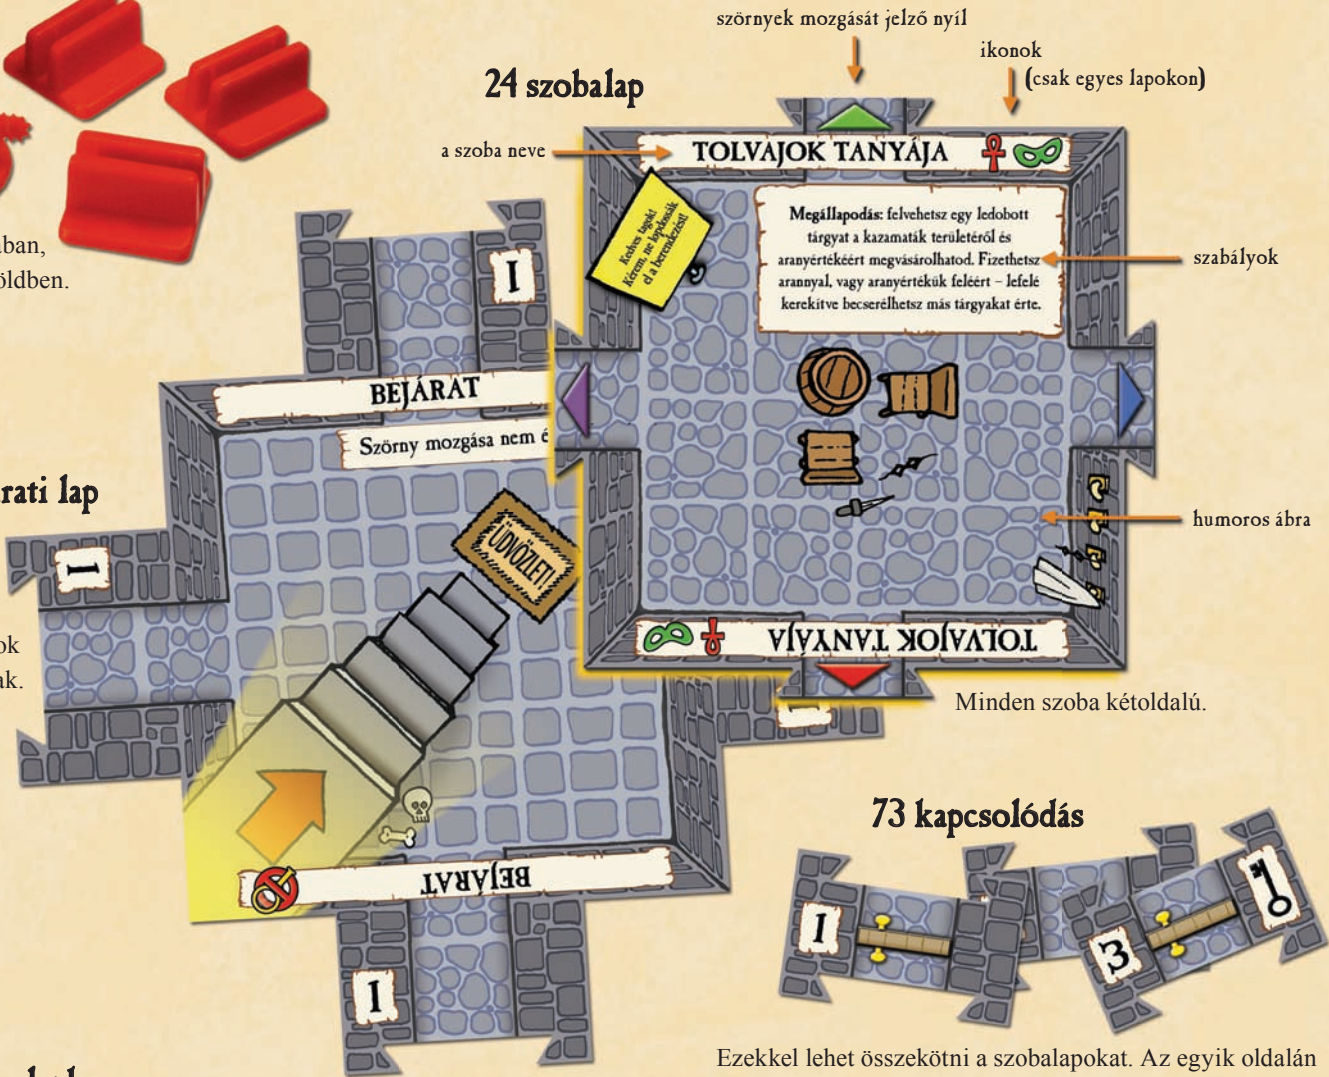 szörnyek mozgását jelző nyíl
ikonok
(csak egyes lapokon)
24 szobalap
a szoba neve
TOLVAJOK TANYÁJA
Kedves tagok!
Kérem, ne lopdossák
el a berendezést!
Megállapodás: felvehetsz egy ledobott
tárgyat a kazamaták területéről és
aranyértékéért megvásárolhatod. Fizethetsz
arannyal, vagy aranyértékük feléért – lefelé
kerekítve becserélhetsz más tárgyakat érte.
szabályok
humoros ábra
TOLVAJOK TANYÁJA
Minden szoba kétoldalú.
ában,
öldben.
I
BEJÁRAT
Szörny mozgása nem é
rati lap
I
ÜDVÖZLET!
ok
ak.
BEJÁRAT
I
73 kapcsolódás
1
3
Ezekkel lehet összekötni a szobalapokat. Az egyik oldalán